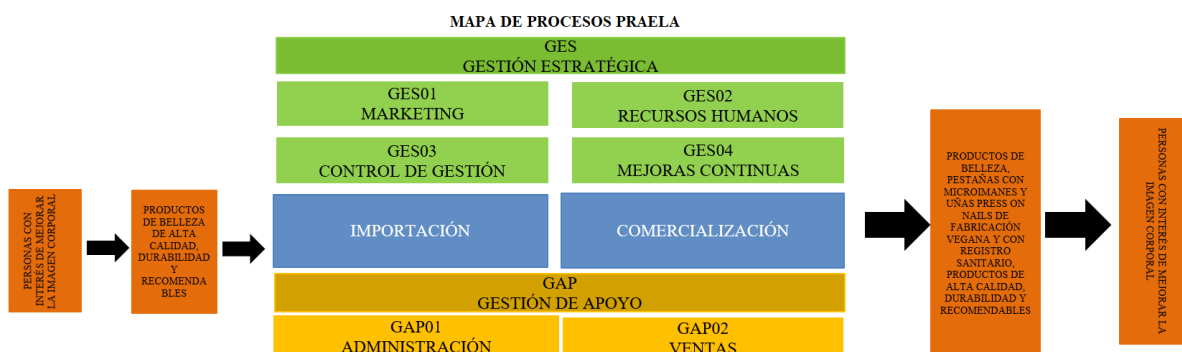 MAPA DE PROCESOS PRAELA
GES
GESTIÓN ESTRATÉGICA
GES01
MARKETING
GES02
RECURSOS HUMANOS
GES03
CONTROL DE GESTIÓN
GES04
MEJORAS CONTINUAS
PERSONAS CON
INTERÉS DE MEJORAR
LA IMAGEN CORPORAL
PRODUCTOS
DE BELLEZA
DE ALTA
CALIDAD,
DURABILIDAD
Y
RECOMENDA
BLES
IMPORTACIÓN
COMERCIALIZACIÓN
GAP
GESTIÓN DE APOYO
GAP01
ADMINISTRACIÓN
GAP02
VENTAS
PRODUCTOS DE
BELLEZA,
PESTAÑAS CON
MICROIMANES Y
UÑAS PRESS ON
NAILS DE
FABRICACIÓN
VEGANA Y CON
REGISTRO
SANITARIO,
PRODUCTOS DE
ALTA CALIDAD,
DURABILIDAD Y
RECOMENDABLES
PERSONAS CON INTERÉS DE MEJORAR LA
IMAGEN CORPORAL